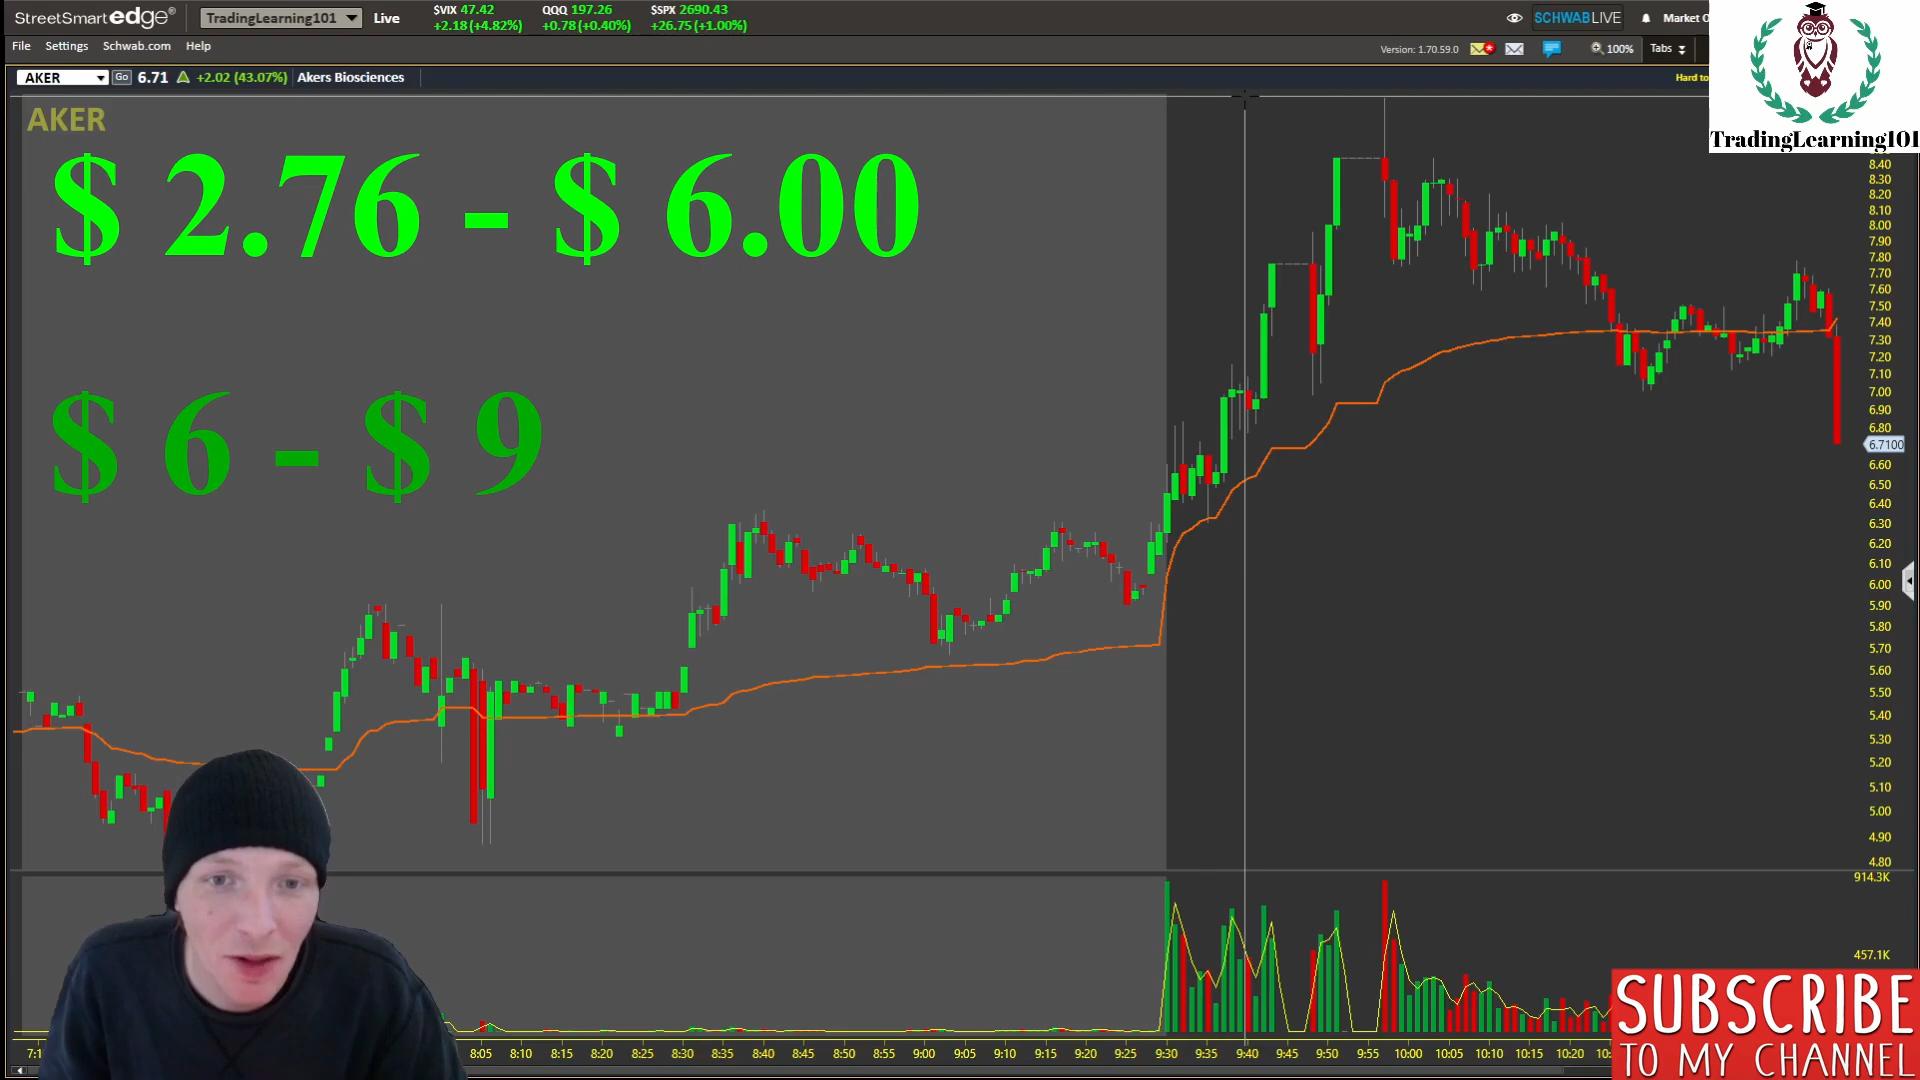 StreetSmart edge®
TradingLearning101
Live
$VIX 47.42
+2.18 (+4.82%)
QQQ 197.26
+0.78 (+0.40%)
$SPX 2690.43
+26.75 (+1.00%)
SCHWABLIVE
Market
File Settings Schwab.com Help
Version: 1.70.59.0
100%
Tabs
AKER Go 6.71 +2.02 (43.07%) Akers Biosciences
Hard to
TradingLearning101
AKER
$ 2.76 - $ 6.00
$ 6 - $ 9
8.40
8.30
8.20
8.10
8.00
7.90
7.80
7.70
7.60
7.50
7.40
7.30
7.20
7.10
7.00
6.90
6.80
6.7100
6.60
6.50
6.40
6.30
6.20
6.10
6.00
5.90
5.80
5.70
5.60
5.50
5.40
5.30
5.20
5.10
5.00
4.90
4.80
914.3K
457.1K
8:05 8:10 8:15 8:20 8:25 8:30 8:35 8:40 8:45 8:50 8:55 9:00 9:05 9:10 9:15 9:20 9:25 9:30 9:35 9:40 9:45 9:50 9:55 10:00 10:05 10:10 10:15 10:20
SUBSCRIBE
TO MY CHANNEL